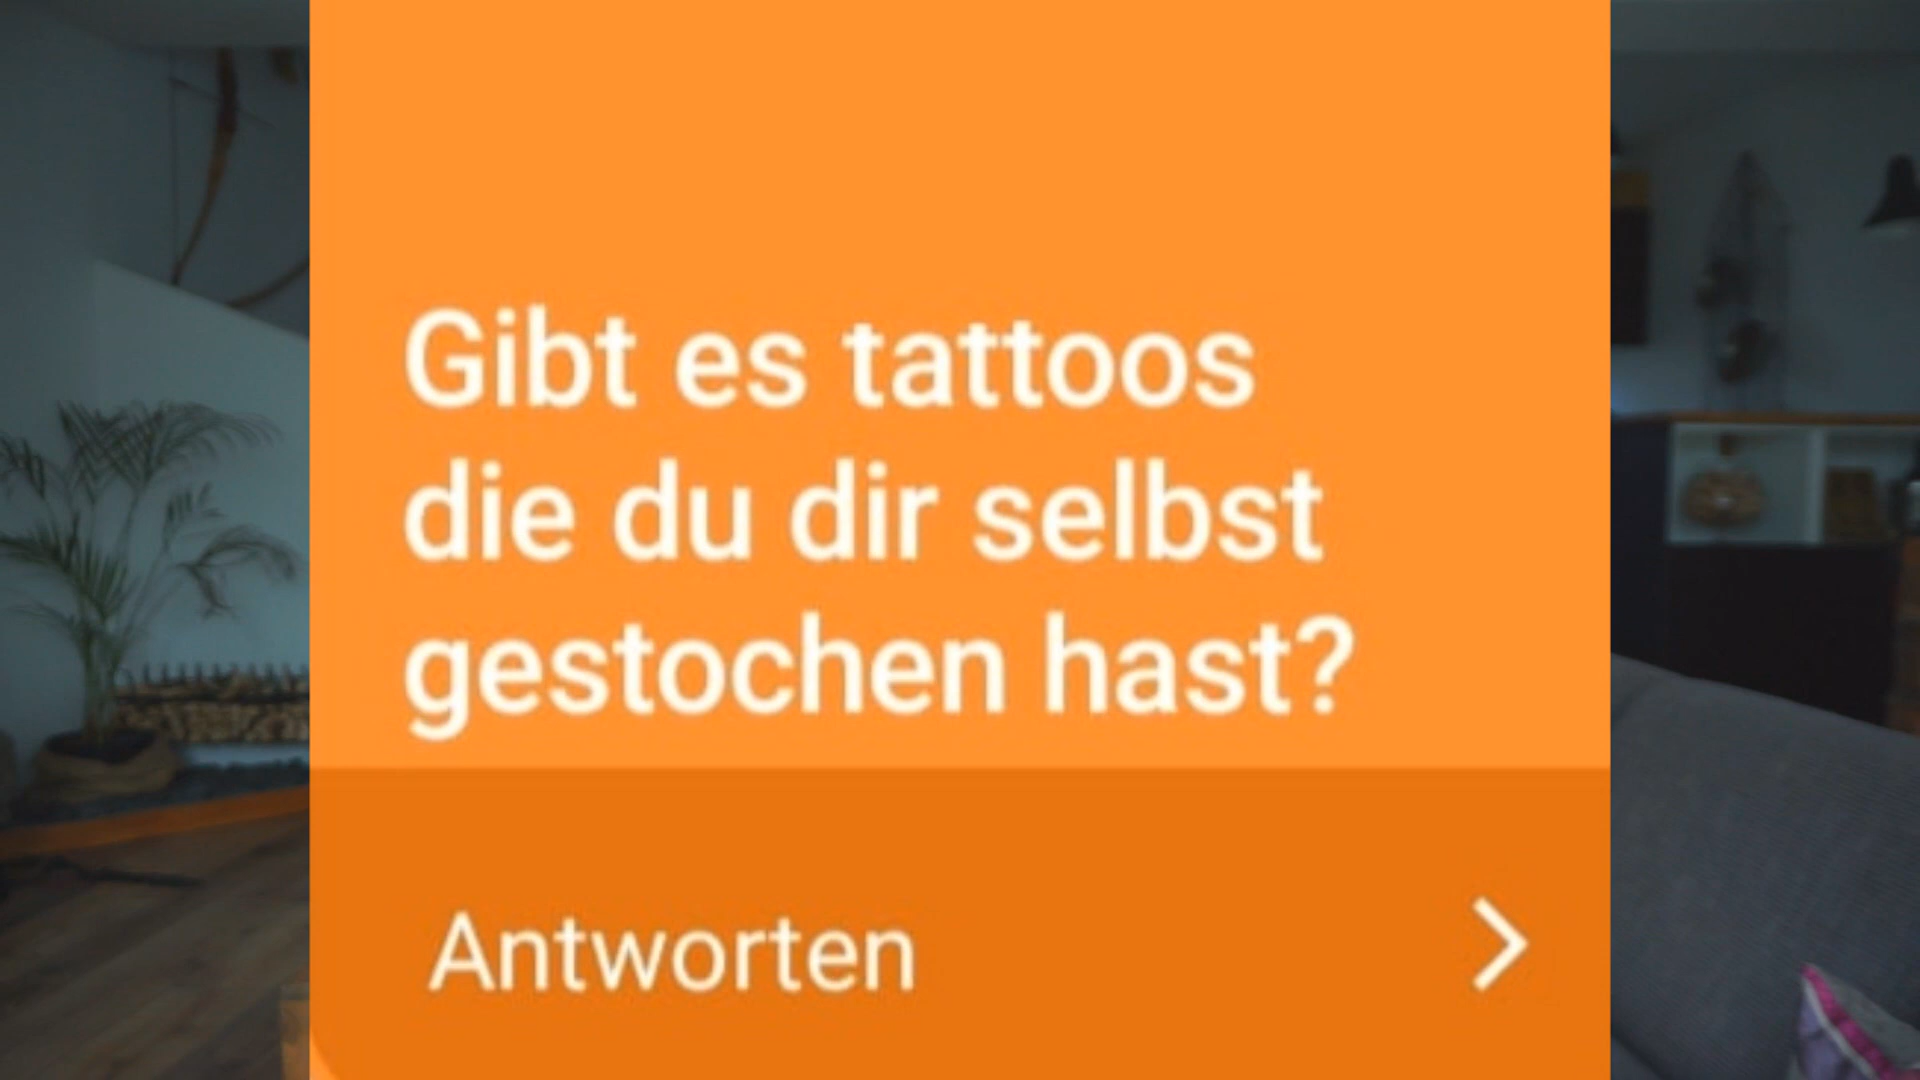 Gibt es tattoos
die du dir selbst
gestochen hast?
Antworten